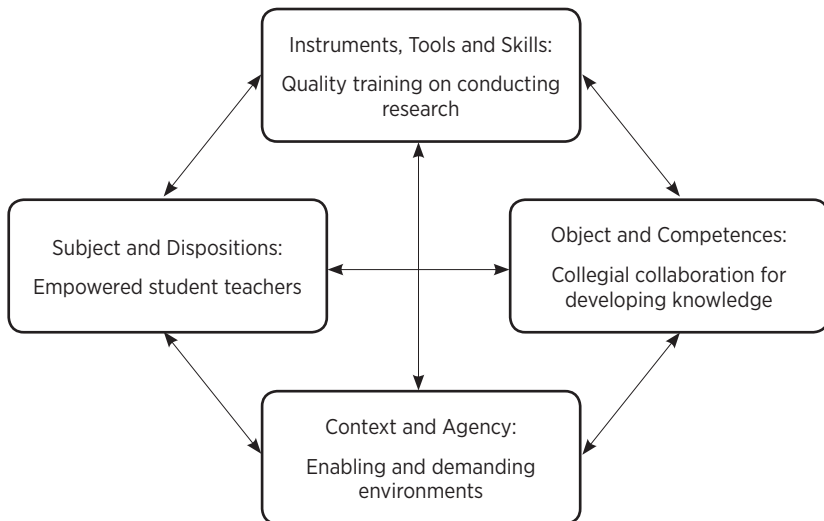 Instruments, Tools and Skills:
Quality training on conducting
research
Subject and Dispositions:
Empowered student teachers
Object and Competences:
Collegial collaboration for
developing knowledge
Context and Agency:
Enabling and demanding
environments